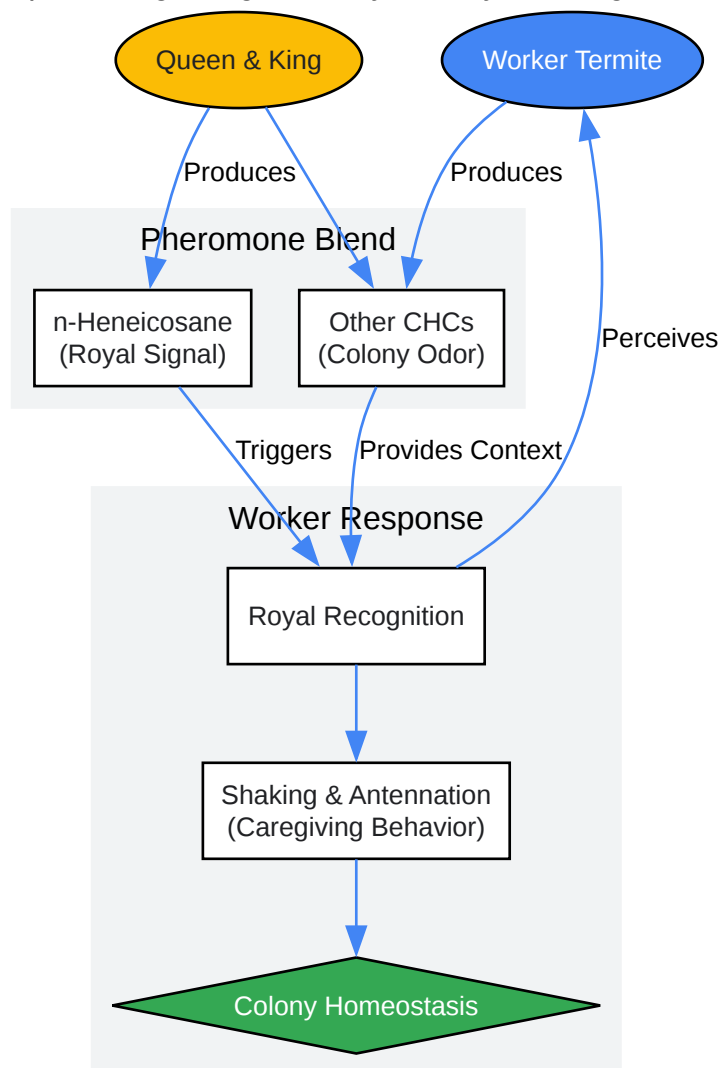 Queen & King
Worker Termite
Produces
Produces
Pheromone Blend
n-Heneicosane
(Royal Signal)
Other CHCs
(Colony Odor)
Perceives
Triggers
Provides Context
Worker Response
Royal Recognition
Shaking & Antennation
(Caregiving Behavior)
Colony Homeostasis